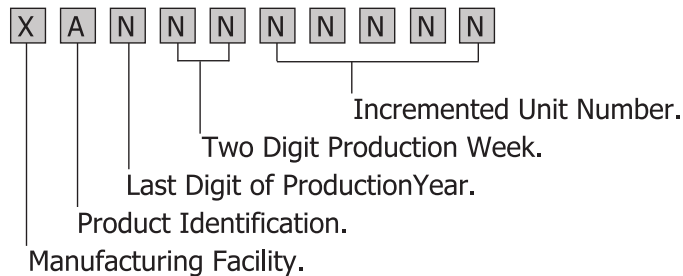 X A N N N N N N N N
Incremented Unit Number.
Two Digit Production Week.
Last Digit of ProductionYear.
Product Identification.
Manufacturing Facility.